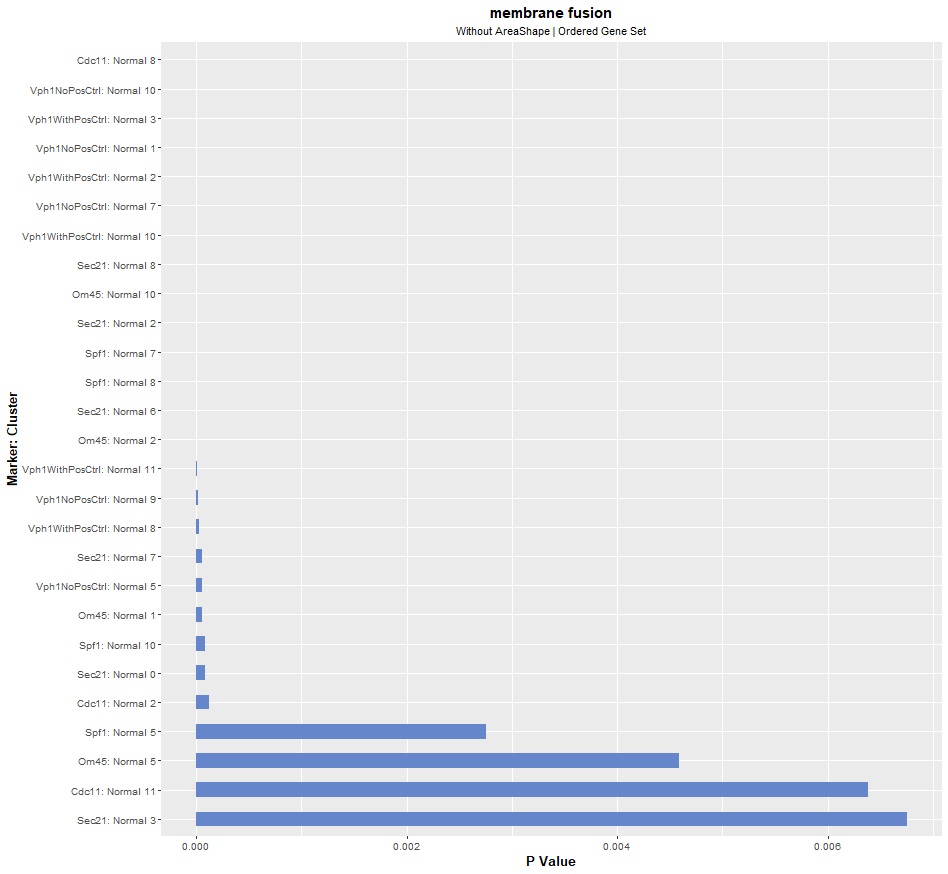 membrane fusion
Without AreaShape | Ordered Gene Set
Marker: Cluster
Cdc11: Normal 8
Vph1NoPosCtrl: Normal 10
Vph1WithPosCtrl: Normal 3
Vph1NoPosCtrl: Normal 1
Vph1WithPosCtrl: Normal 2
Vph1NoPosCtrl: Normal 7
Vph1WithPosCtrl: Normal 10
Sec21: Normal 8
Om45: Normal 10
Sec21: Normal 2
Spf1: Normal 7
Spf1: Normal 8
Sec21: Normal 6
Om45: Normal 2
Vph1WithPosCtrl: Normal 11
Vph1NoPosCtrl: Normal 9
Vph1WithPosCtrl: Normal 8
Sec21: Normal 7
Vph1NoPosCtrl: Normal 5
Om45: Normal 1
Spf1: Normal 10
Sec21: Normal 0
Cdc11: Normal 2
Spf1: Normal 5
Om45: Normal 5
Cdc11: Normal 11
Sec21: Normal 3
0.000 0.002 0.004 0.006
P Value